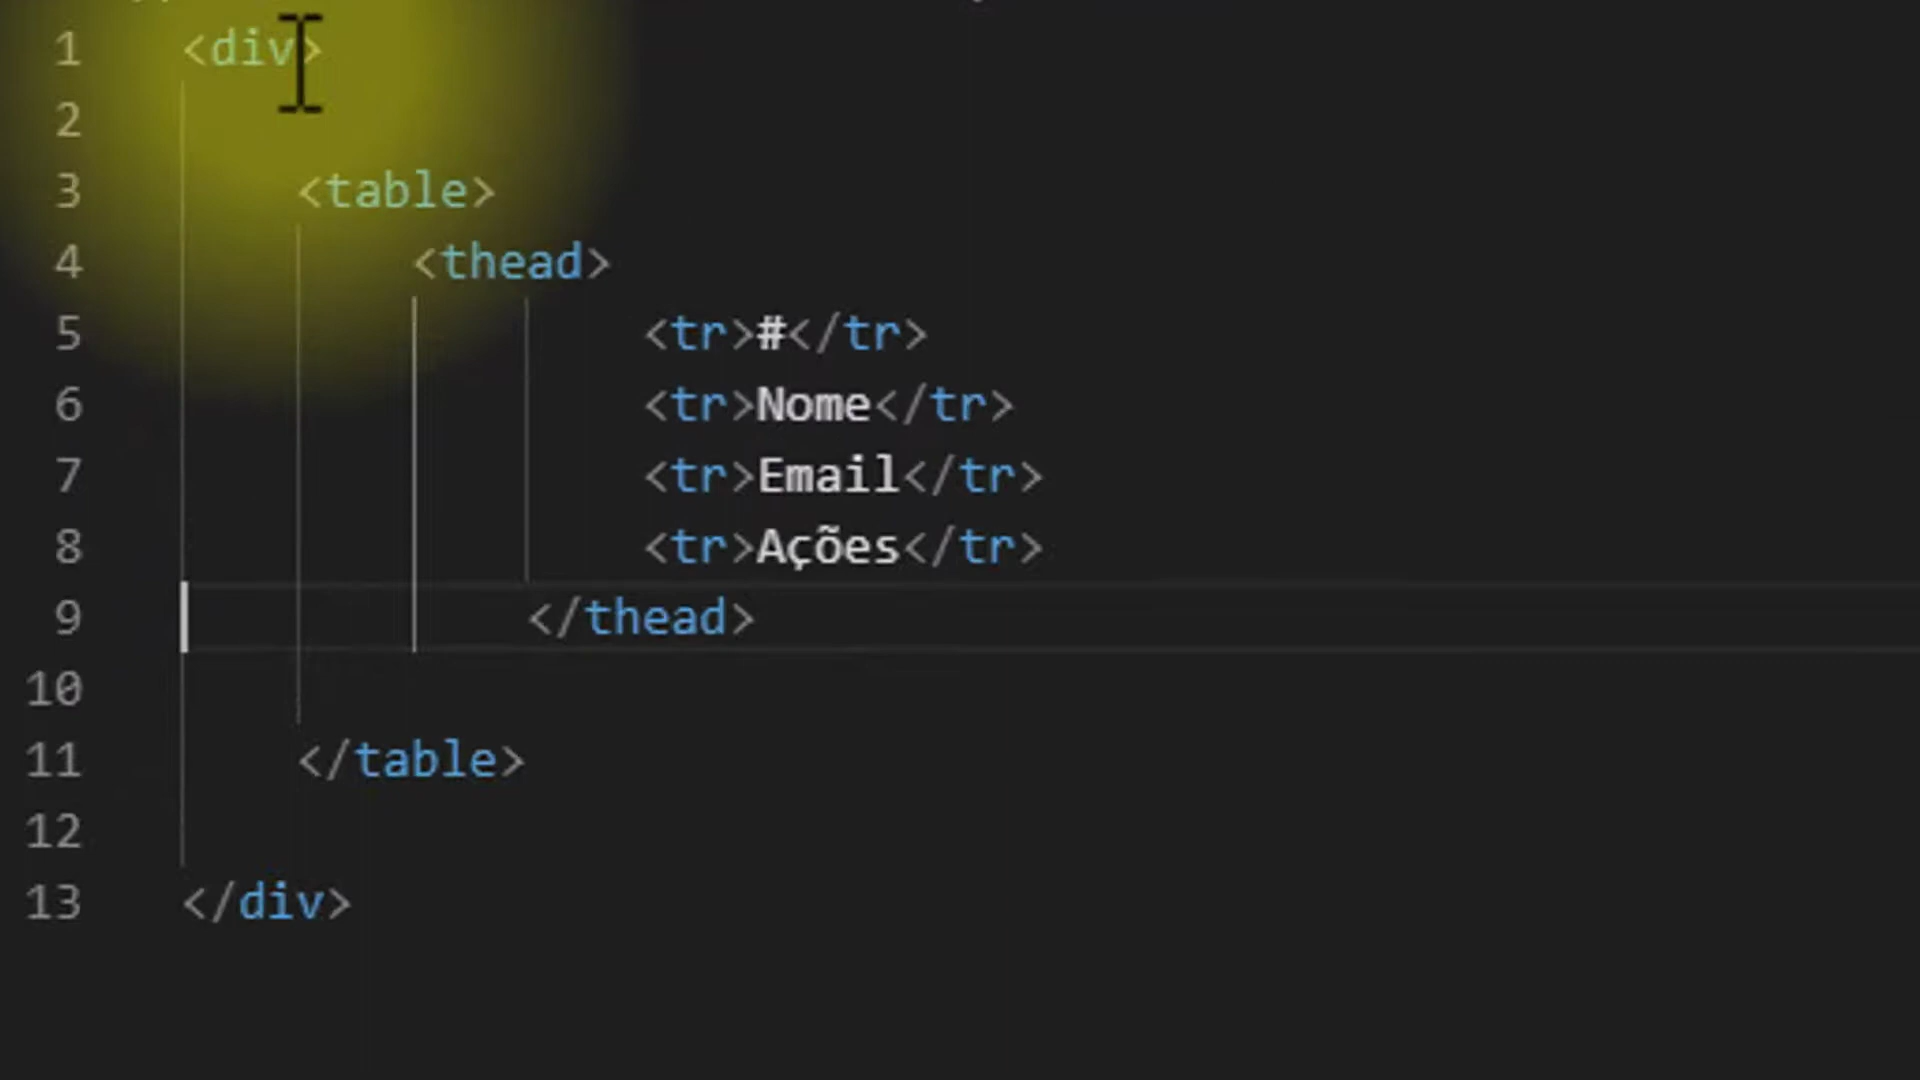 1 <div>
2
3 <table>
4 <thead>
5 <tr>#</tr>
6 <tr>Nome</tr>
7 <tr>Email</tr>
8 <tr>Ações</tr>
9 </thead>
10
11 </table>
12
13 </div>